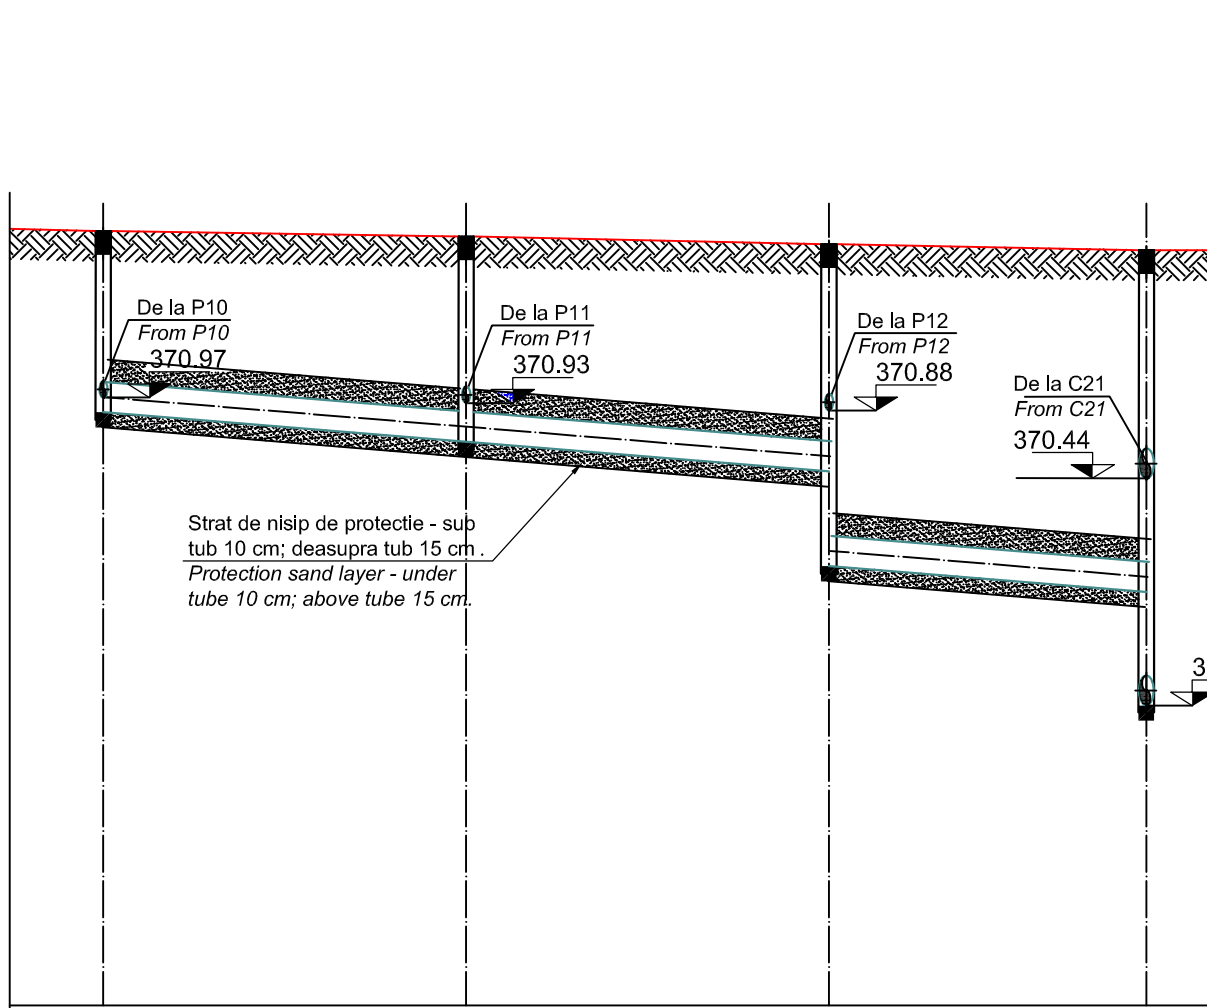 De la P10
From P10
370.97
De la P11
From P11
370.93
De la P12
From P12
370.88
De la C21
From C21
370.44
Strat de nisip de protectie - sub
tub 10 cm; deasupra tub 15 cm .
Protection sand layer - under
tube 10 cm; above tube 15 cm.
3